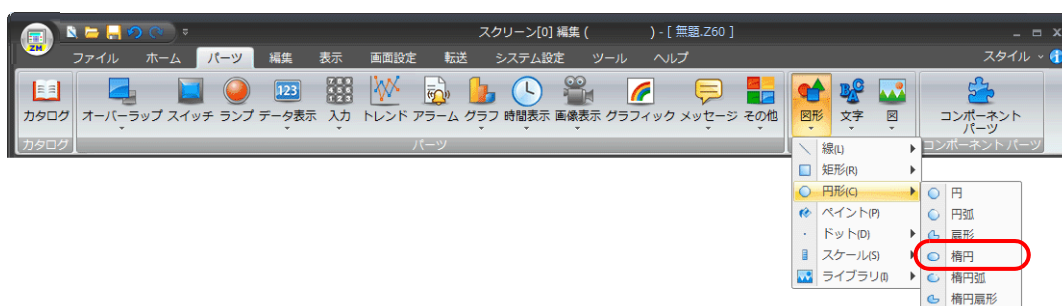 スクリーン[0] 編集 ( ) - [ 無題.Z60 ]
ZM
ファイル ホーム パーツ 編集 表示 画面設定 転送 システム設定 ツール ヘルプ スタイル
カタログ オーバーラップ スイッチ ランプ データ表示 入力 トレンド アラーム グラフ 時間表示 画像表示 グラフィック メッセージ その他 図形 文字 図 コンポーネント
パーツ
カタログ パーツ コンポーネント パーツ
線(L)
矩形(R)
円形(C)
ペイント(P)
ドット(D)
スケール(S)
ライブラリ(I)
円
円弧
扇形
楕円
楕円弧
楕円扇形